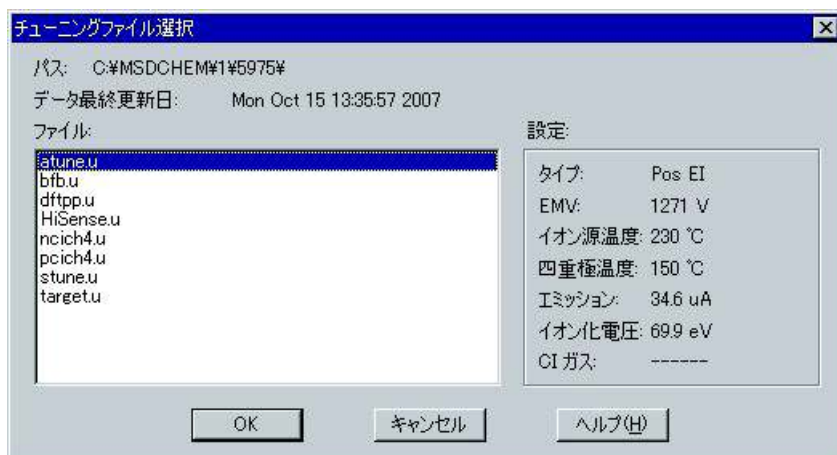 チューニングファイル選択
パス: C:¥MSDCHEM¥1¥5975¥
データ最終更新日: Mon Oct 15 13:35:57 2007
ファイル:
atune.u
bfb.u
dftpp.u
HiSense.u
ncich4.u
pcich4.u
stune.u
target.u
設定:
タイプ: Pos EI
EMV: 1271 V
イオン源温度: 230 ℃
四重極温度: 150 ℃
エミッション: 34.6 uA
イオン化電圧: 69.9 eV
CI ガス: ------
OK キャンセル ヘルプ(H)